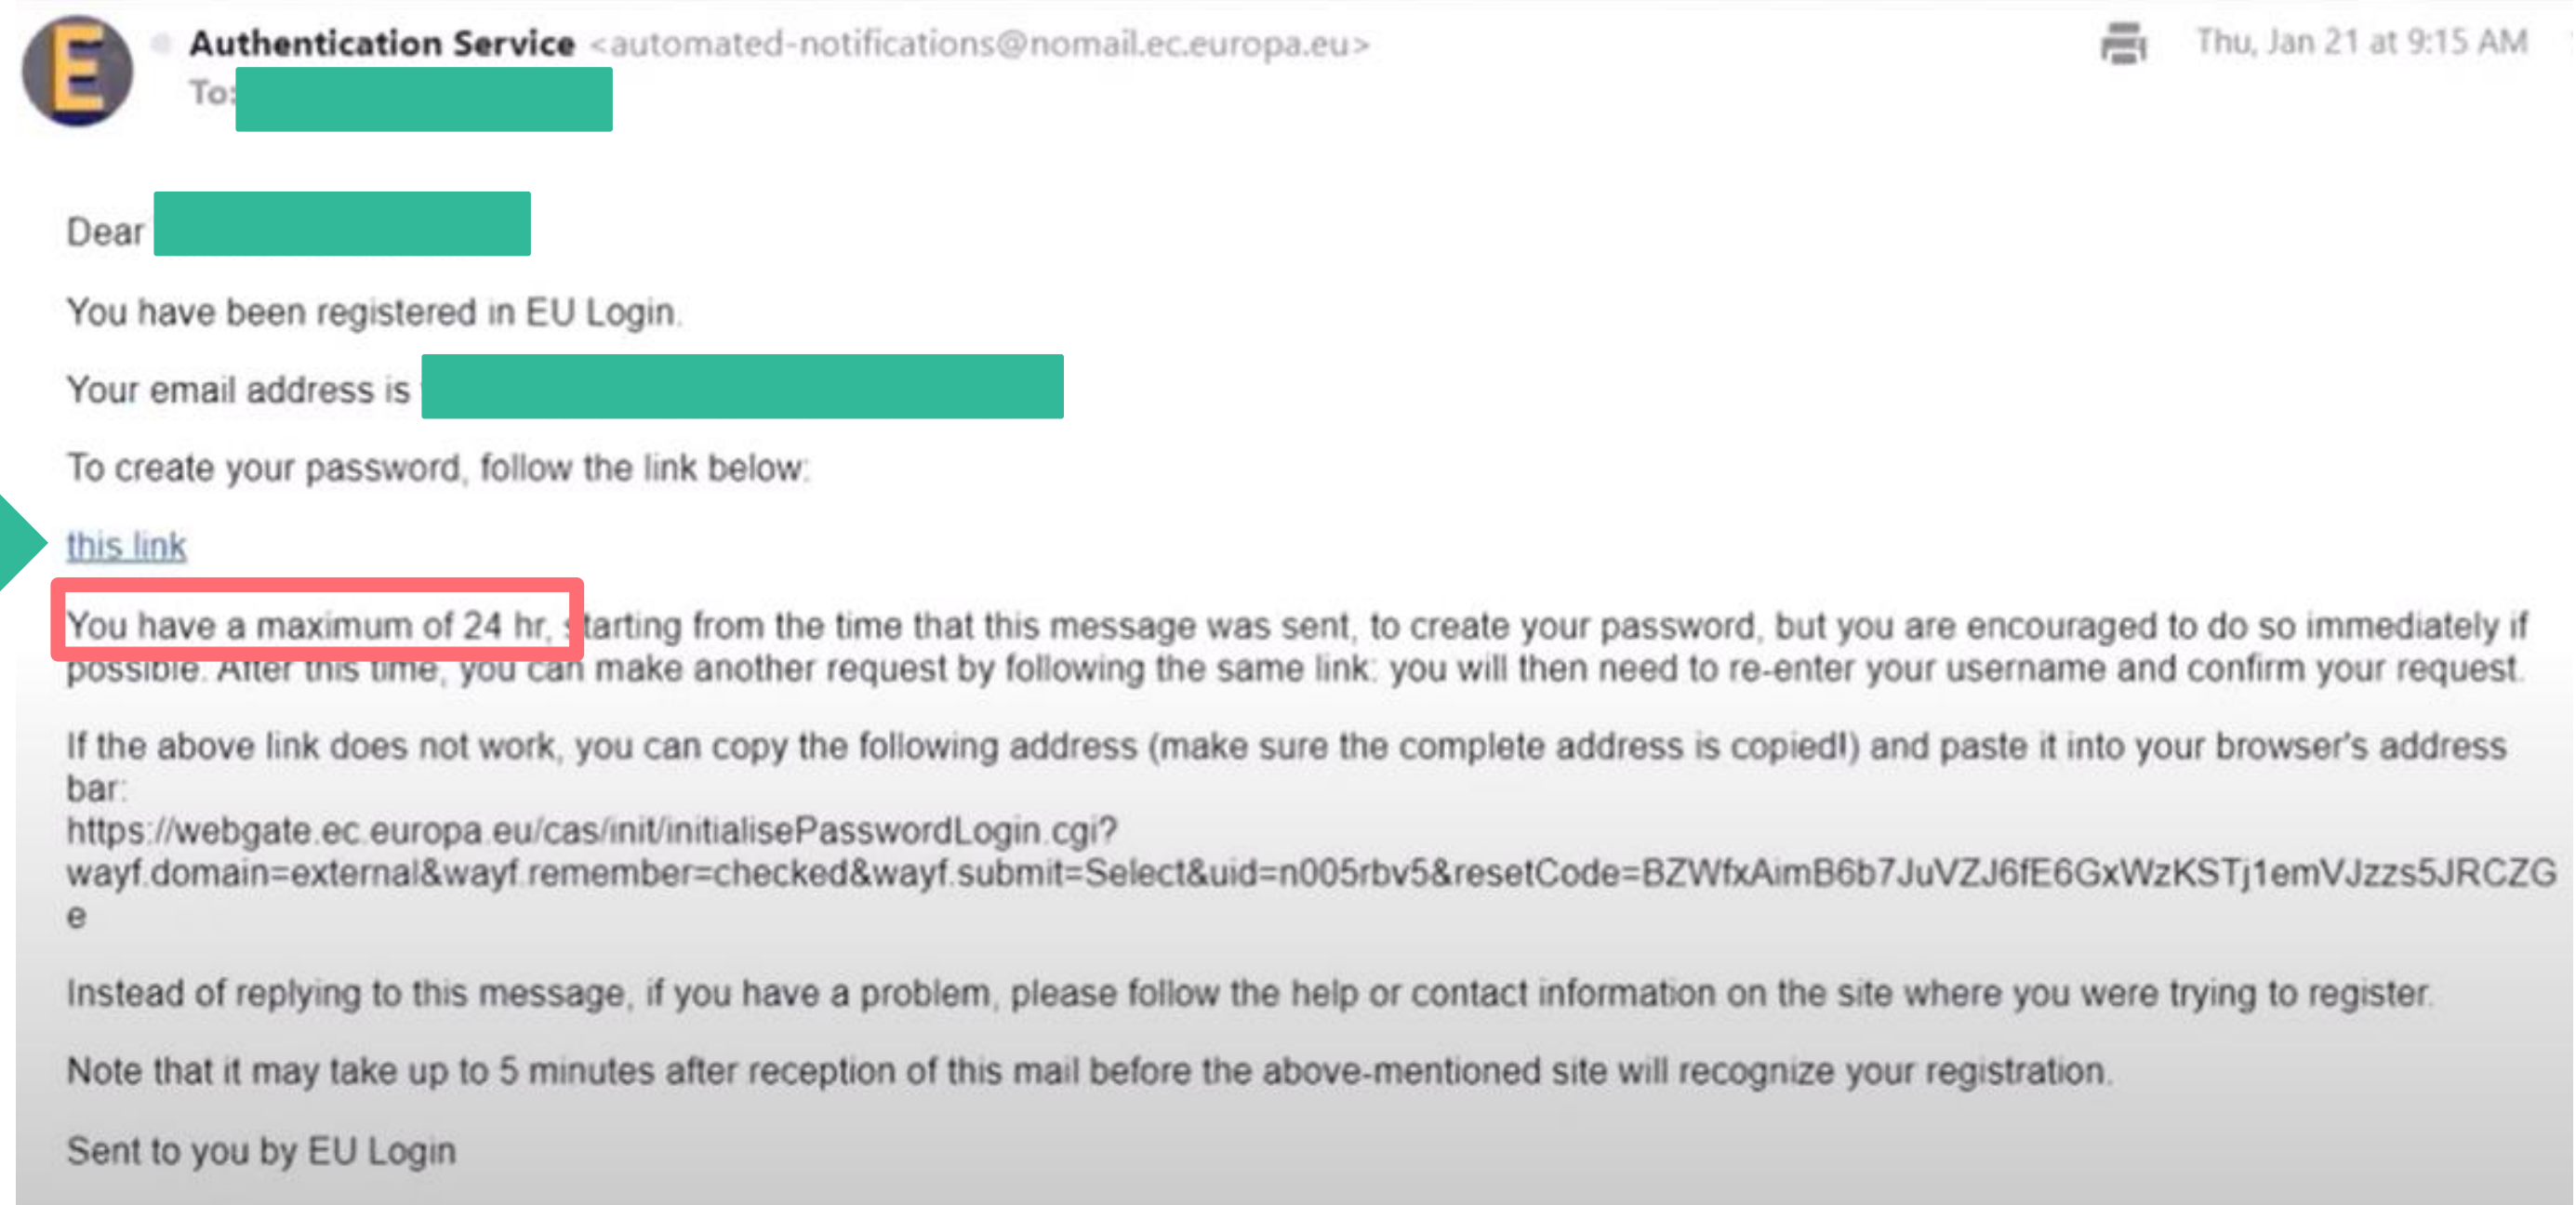 E
Authentication Service <automated-notifications@nomail.ec.europa.eu>
Thu, Jan 21 at 9:15 AM
To:
Dear
You have been registered in EU Login.
Your email address is
To create your password, follow the link below:
this link
You have a maximum of 24 hr, starting from the time that this message was sent, to create your password, but you are encouraged to do so immediately if
possible. After this time, you can make another request by following the same link: you will then need to re-enter your username and confirm your request.
If the above link does not work, you can copy the following address (make sure the complete address is copied!) and paste it into your browser's address
bar:
https://webgate.ec.europa.eu/cas/init/initialisePasswordLogin.cgi?
wayf.domain=external&wayf.remember=checked&wayf.submit=Select&uid=n005rbv5&resetCode=BZWfxAimB6b7JuVZJ6fE6GxWzKSTj1emVJzzs5JRCZG
e
Instead of replying to this message, if you have a problem, please follow the help or contact information on the site where you were trying to register.
Note that it may take up to 5 minutes after reception of this mail before the above-mentioned site will recognize your registration.
Sent to you by EU Login